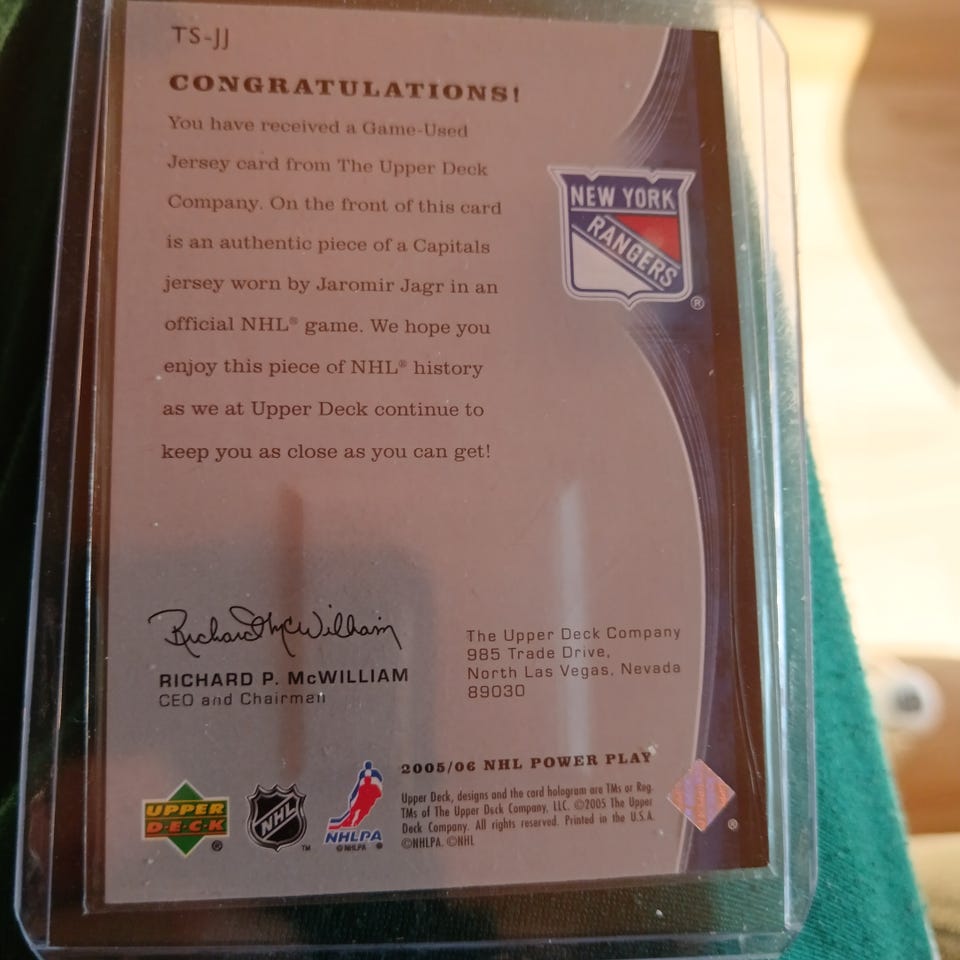 TS-JJ
CONGRATULATIONS!
You have received a Game-Used
Jersey card from The Upper Deck
Company. On the front of this card
is an authentic piece of a Capitals
jersey worn by Jaromir Jagr in an
official NHL® game. We hope you
enjoy this piece of NHL® history
as we at Upper Deck continue to
keep you as close as you can get!
NEW YORK
RANGERS
®
Richard McWilliam
RICHARD P. McWILLIAM
CEO and Chairman
The Upper Deck Company
985 Trade Drive,
North Las Vegas, Nevada
89030
2005/06 NHL POWER PLAY
Upper Deck, designs and the card hologram are TMs or Reg.
TMs of The Upper Deck Company, LLC. ©2005 The Upper
Deck Company. All rights reserved. Printed in the U.S.A.
©NHLPA. ©NHL
UPPER
DECK
®
NHL
TM
NHLPA
©NHLPA ®
®